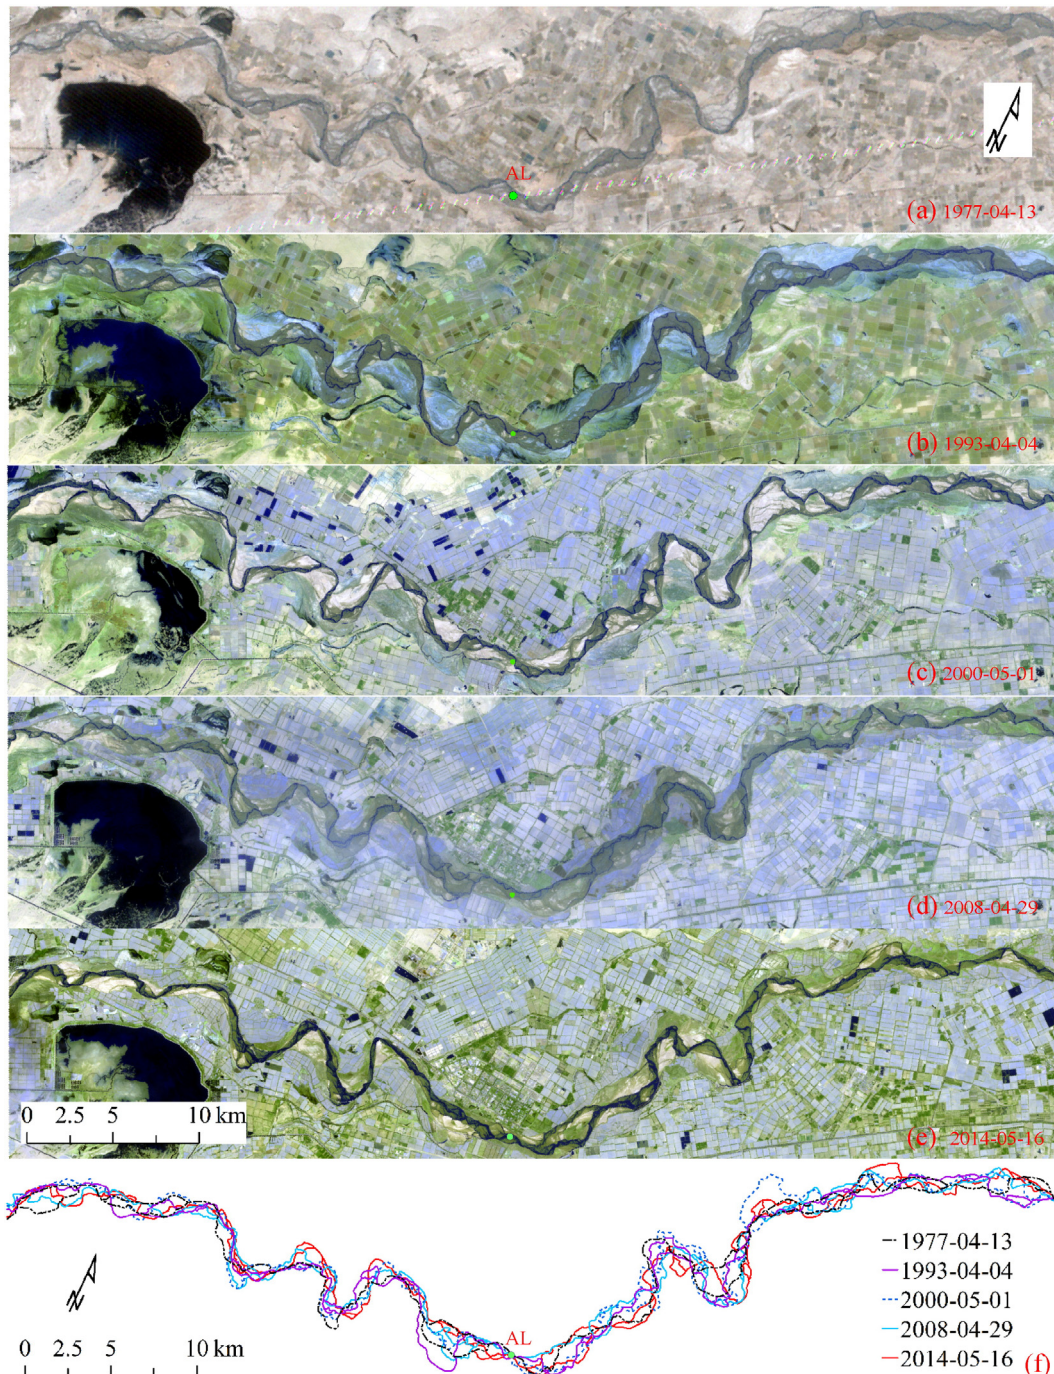 N
AL
(a) 1977-04-13
(b) 1993-04-04
(c) 2000-05-01
(d) 2008-04-29
0 2.5 5 10 km
(e) 2014-05-16
1977-04-13
1993-04-04
N
2000-05-01
AL
2008-04-29
0 2.5 5 10 km
2014-05-16
(f)